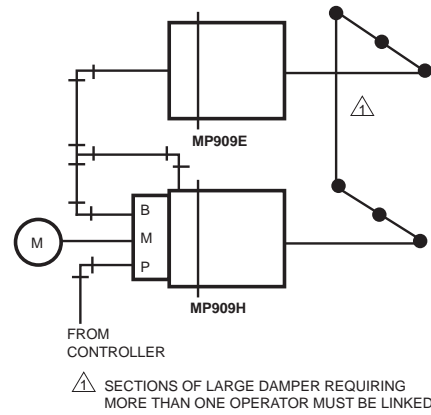 1
MP909E
B
M
M
P
MP909H
FROM
CONTROLLER
1 SECTIONS OF LARGE DAMPER REQUIRING
MORE THAN ONE OPERATOR MUST BE LINKED